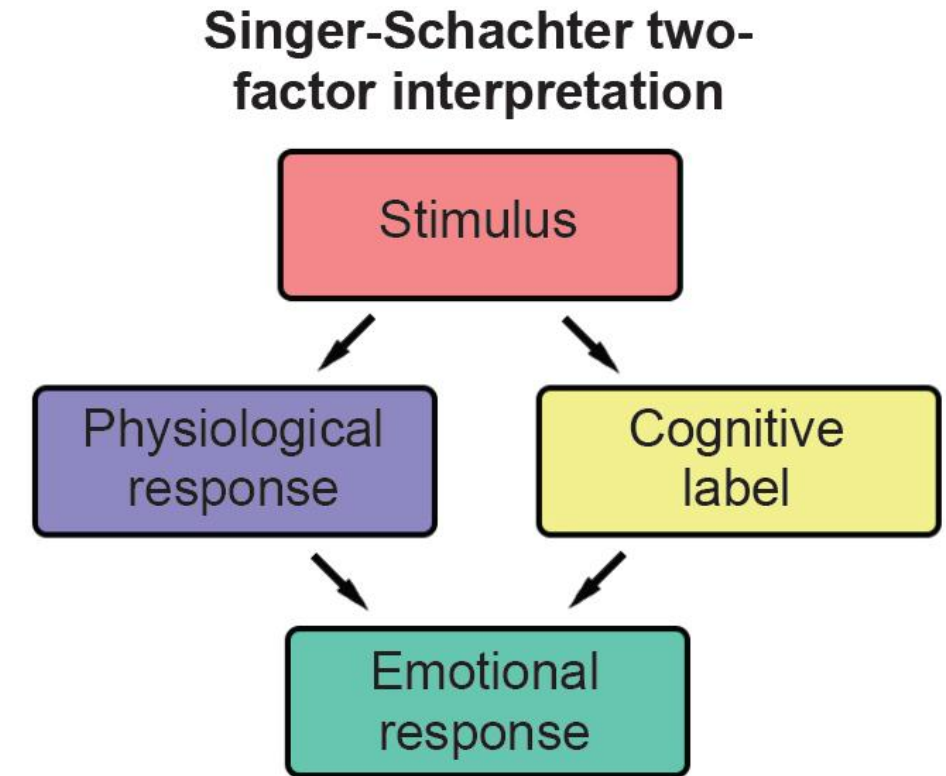 Singer-Schachter two-
factor interpretation
Stimulus
Physiological
response
Cognitive
label
Emotional
response